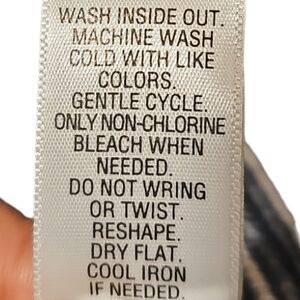 WASH INSIDE OUT.
MACHINE WASH
COLD WITH LIKE
COLORS.
GENTLE CYCLE.
ONLY NON-CHLORINE
BLEACH WHEN
NEEDED.
DO NOT WRING
OR TWIST.
RESHAPE.
DRY FLAT.
COOL IRON
IF NEEDED.